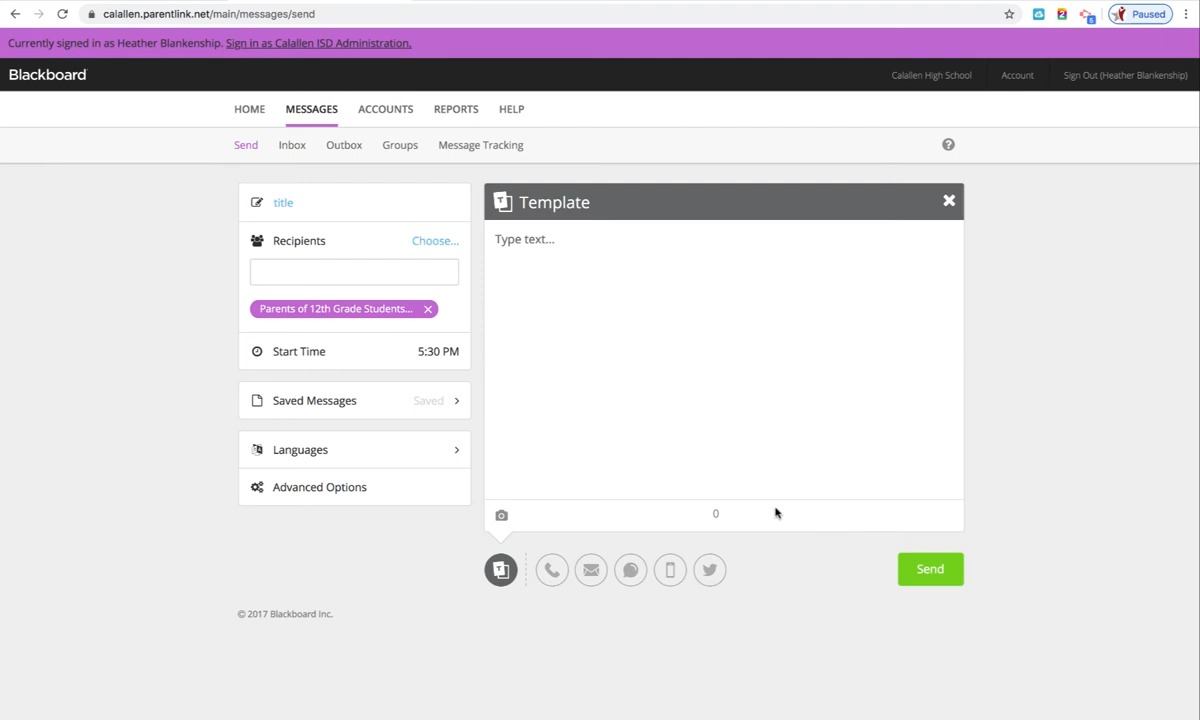 calallen.parentlink.net/main/messages/send
Paused
Currently signed in as Heather Blankenship. Sign in as Calallen ISD Administration.
Blackboard
Calallen High School Account Sign Out (Heather Blankenship)
HOME MESSAGES ACCOUNTS REPORTS HELP
Send Inbox Outbox Groups Message Tracking
title
Recipients Choose...
Parents of 12th Grade Students...
Start Time 5:30 PM
Saved Messages Saved
Languages
Advanced Options
Template
Type text...
0
Send
© 2017 Blackboard Inc.